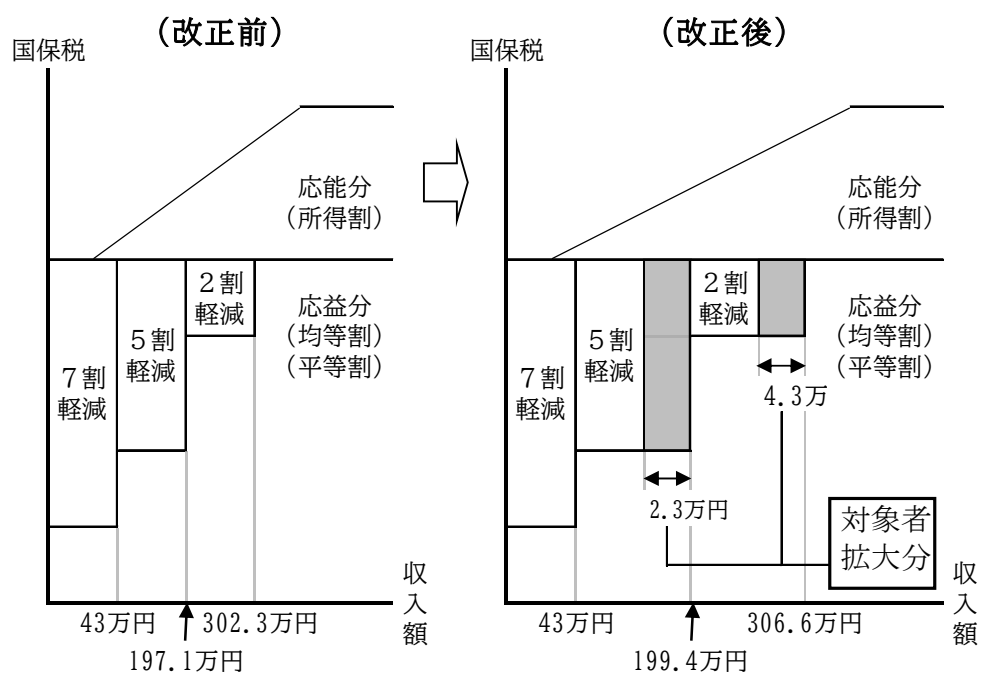 （改正前）
国保税
応能分
（所得割）
７割
軽減
５割
軽減
２割
軽減
応益分
（均等割）
（平等割）
収
入
額
43万円
302.3万円
197.1万円
（改正後）
国保税
応能分
（所得割）
７割
軽減
５割
軽減
２割
軽減
応益分
（均等割）
（平等割）
4.3万
2.3万円
対象者
拡大分
収
入
額
43万円
306.6万円
199.4万円